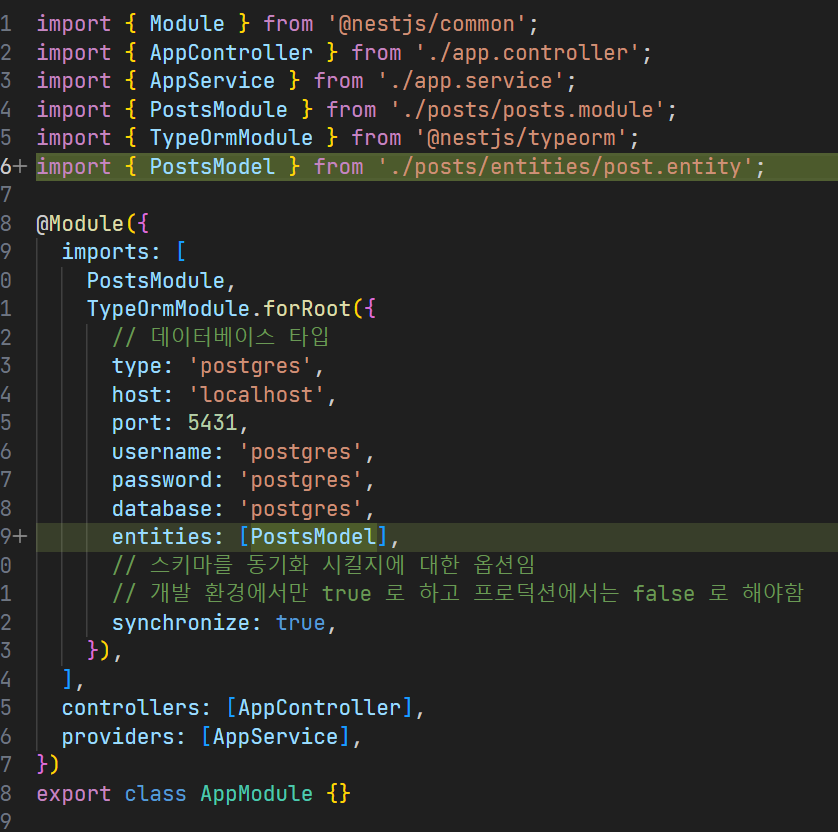 1 import { Module } from '@nestjs/common';
2 import { AppController } from './app.controller';
3 import { AppService } from './app.service';
4 import { PostsModule } from './posts/posts.module';
5 import { TypeOrmModule } from '@nestjs/typeorm';
6+ import { PostsModel } from './posts/entities/post.entity';
7
8 @Module({
9   imports: [
0     PostsModule,
1     TypeOrmModule.forRoot({
2       // 데이터베이스 타입
3       type: 'postgres',
4       host: 'localhost',
5       port: 5431,
6       username: 'postgres',
7       password: 'postgres',
8       database: 'postgres',
9+       entities: [PostsModel],
0       // 스키마를 동기화 시킬지에 대한 옵션임
1       // 개발 환경에서만 true 로 하고 프로덕션에서는 false 로 해야함
2       synchronize: true,
3     }),
4   ],
5   controllers: [AppController],
6   providers: [AppService],
7 })
8 export class AppModule {}
9